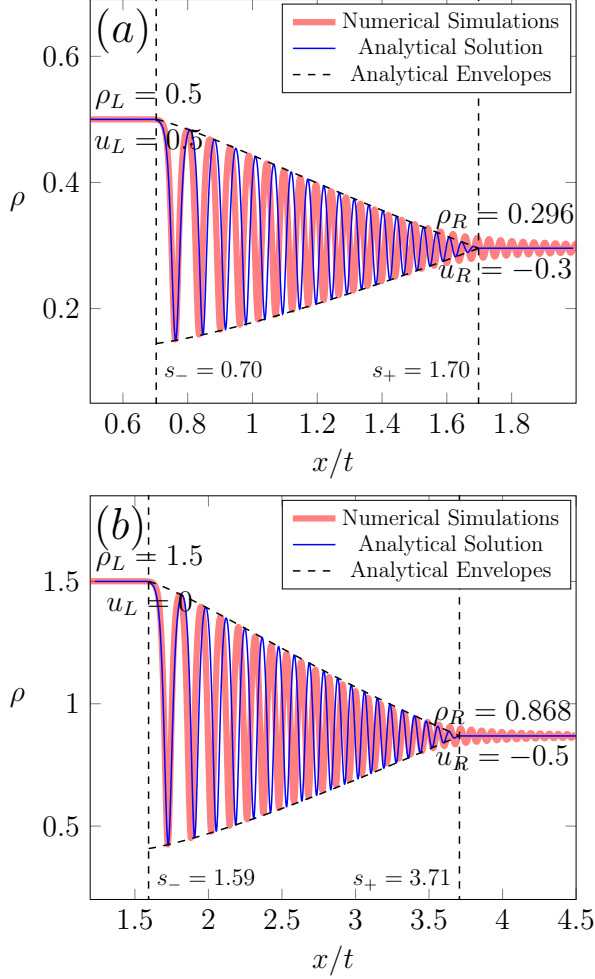 (a)
Numerical Simulations
Analytical Solution
Analytical Envelopes
ρ_L = 0.5
u_L = 0.5
ρ_R = 0.296
u_R = −0.3
s_− = 0.70
s_+ = 1.70
0.6
0.4
0.2
ρ
0.6 0.8 1 1.2 1.4 1.6 1.8
x/t
(b)
Numerical Simulations
Analytical Solution
Analytical Envelopes
ρ_L = 1.5
u_L = 0
ρ_R = 0.868
u_R = −0.5
s_− = 1.59
s_+ = 3.71
1.5
1
0.5
ρ
1.5 2 2.5 3 3.5 4 4.5
x/t